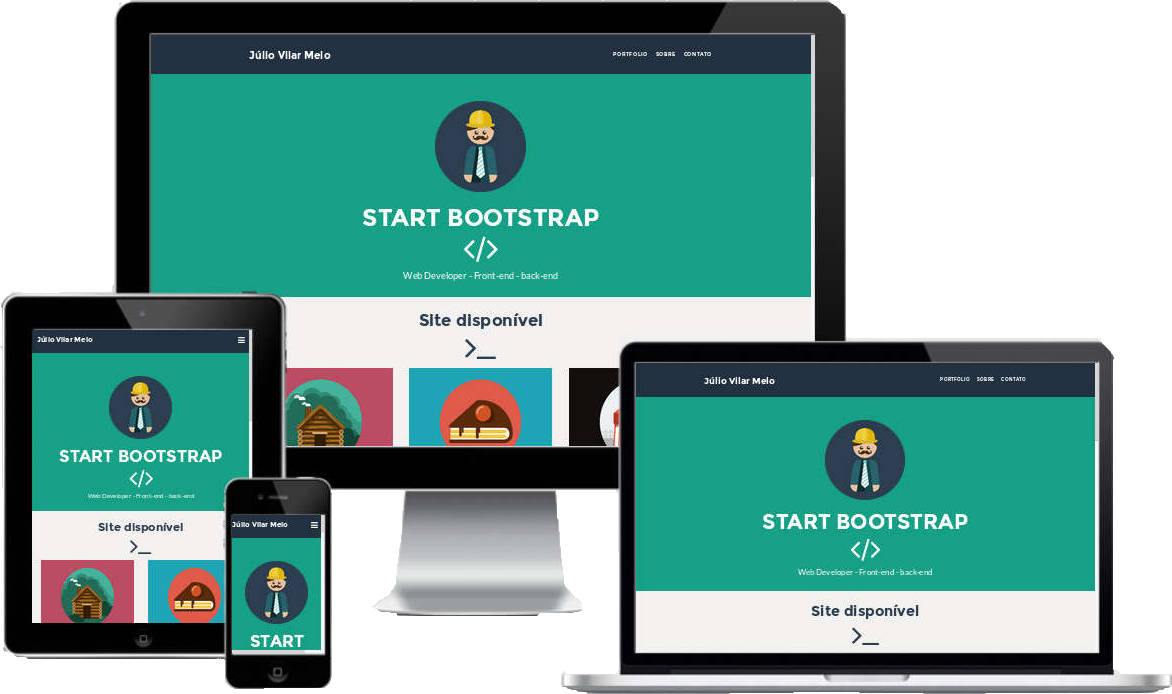 Júlio Vilar Melo
PORTFOLIO SOBRE CONTATO
START BOOTSTRAP
</>
Web Developer - Front-end - back-end
Site disponível
>_
Júlio Vilar Melo
START BOOTSTRAP
</>
Web Developer - Front-end - back-end
Site disponível
>_
Júlio Vilar Melo
START
Júlio Vilar Melo
PORTFOLIO SOBRE CONTATO
START BOOTSTRAP
</>
Web Developer - Front-end - back-end
Site disponível
>_